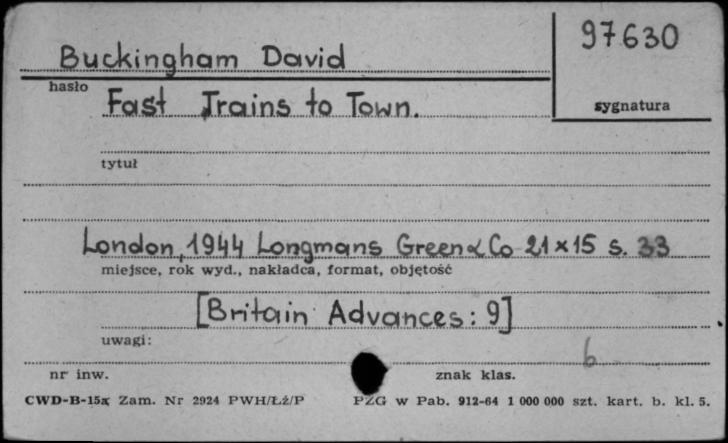 Buckingham David 97630
hasło
Fast Trains to Town.
sygnatura
tytuł
London, 1944 Longmans Green & Co 21×15 s. 33
miejsce, rok wyd., nakładca, format, objętość
[Britain Advances: 9]
uwagi:
6
nr inw. znak klas.
CWD-B-15a Zam. Nr 2924 PWH/Łż/P PZG w Pab. 912-64 1 000 000 szt. kart. b. kl. 5.